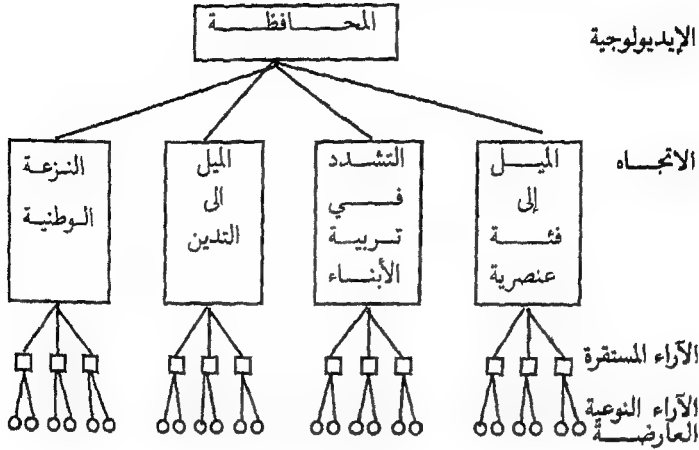 المحافظة
الإيديولوجية
الميل
إلى
فئة
عنصرية
التشدد
في
تربية
الأبناء
الميل
الى
التدين
النزعة
الوطنية
الاتجاه
الآراء المستقرة
الآراء النوعية
العارضة